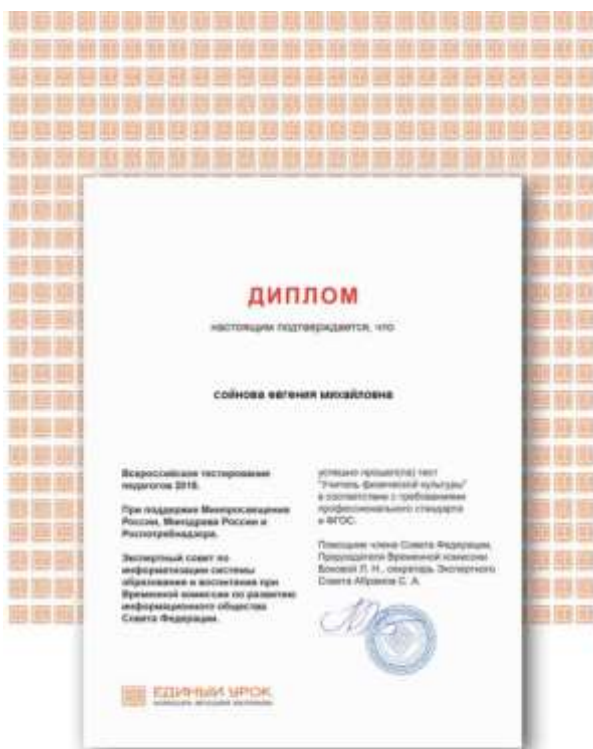 ДИПЛОМ
настоящим подтверждается, что
сойнова евгения михайловна
Всероссийское тестирование
педагогов 2018.
При поддержке Минпросвещения
России, Минздрава России и
Роспотребнадзора.
Экспертный совет по
информатизации системы
образования и воспитания при
Временной комиссии по развитию
информационного общества
Совета Федерации.
успешно прошел(ла) тест
"Учитель физической культуры"
в соответствии с требованиями
профессионального стандарта
и ФГОС.
Помощник члена Совета Федерации,
Председателя Временной комиссии
Боковой Л. Н., секретарь Экспертного
Совета Абрамов С. А.
ЕДИНЫЙ УРОК